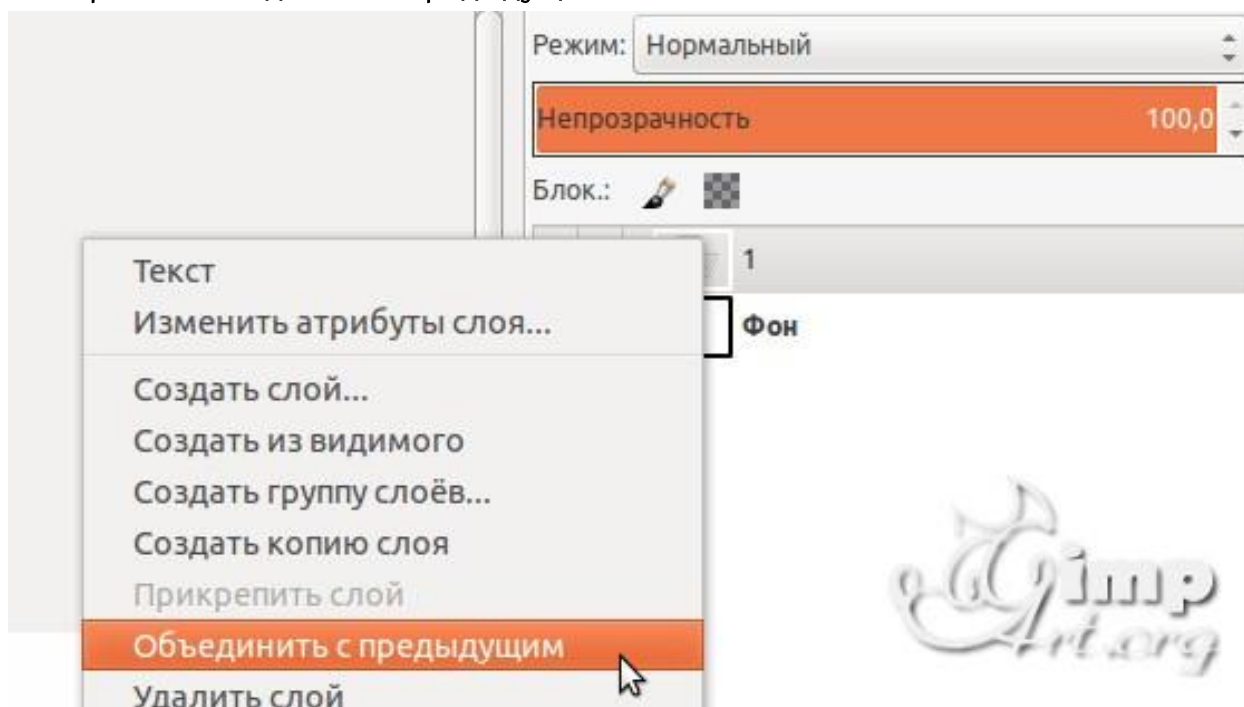 Режим: Нормальный
Непрозрачность 100,0
Блок.:
1
Фон
Текст
Изменить атрибуты слоя...
Создать слой...
Создать из видимого
Создать группу слоёв...
Создать копию слоя
Прикрепить слой
Объединить с предыдущим
Удалить слой
Gimp
Art.org